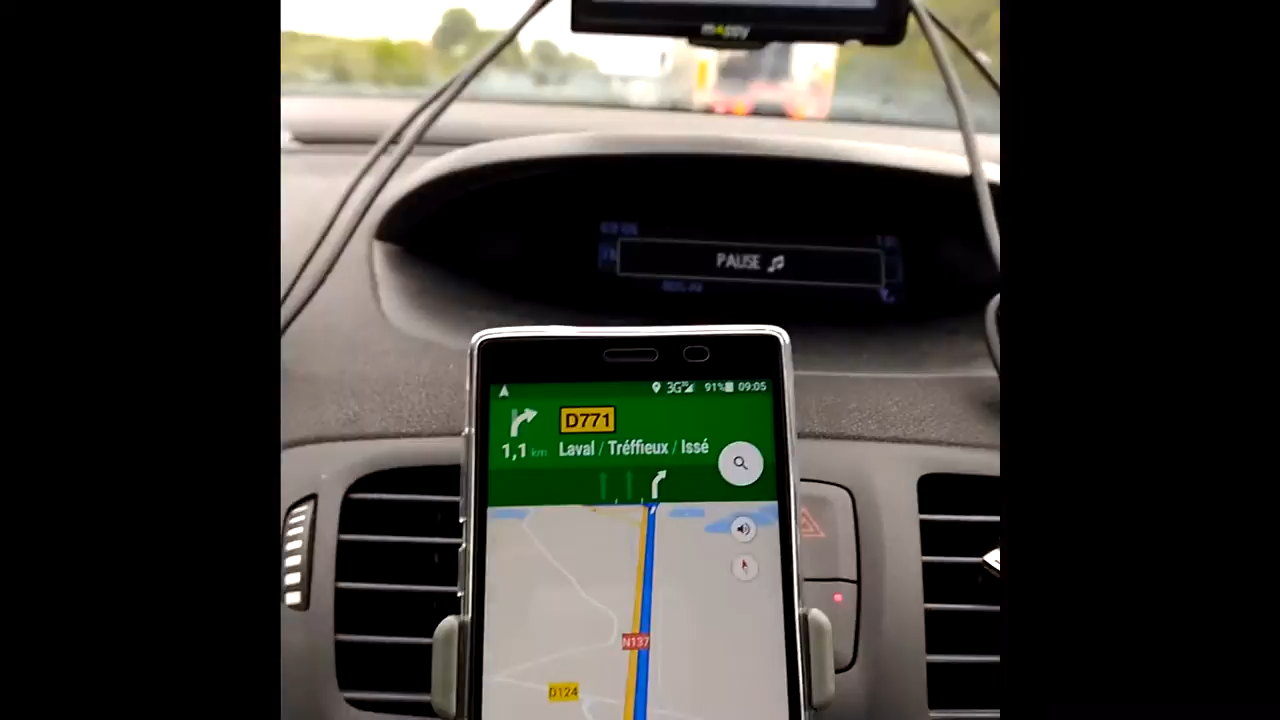 mappy
PAUSE
3G 91% 09:05
D771
1,1 km Laval / Tréffieux / Issé
N137
D124